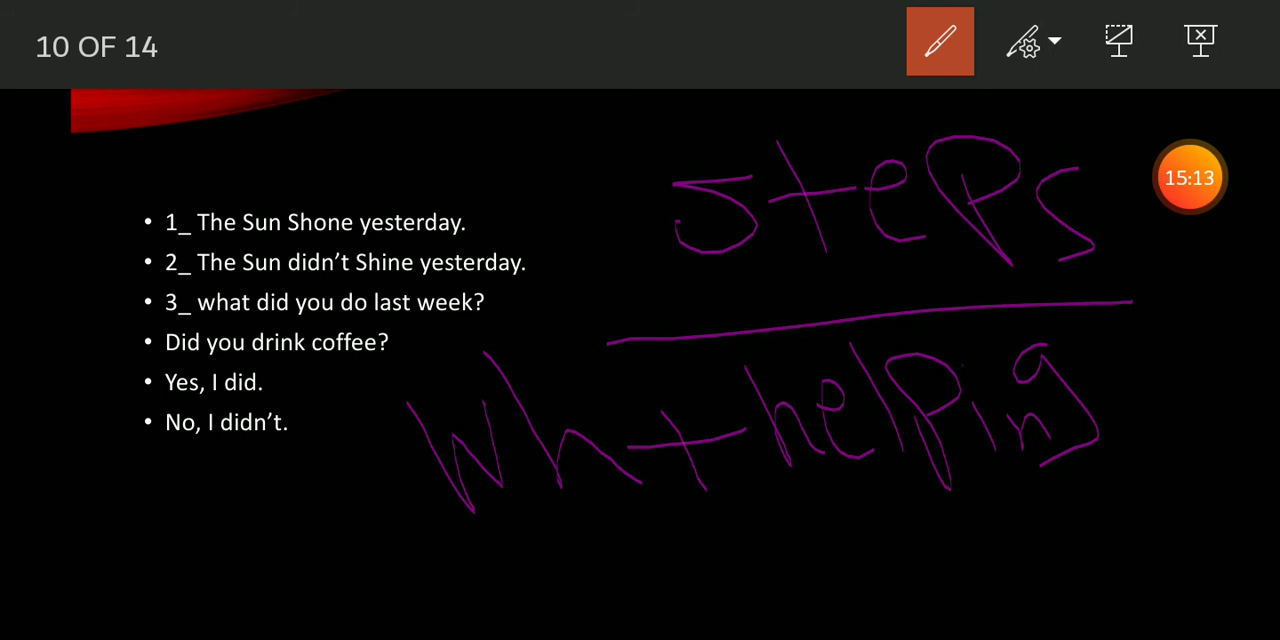 10 OF 14
15:13
steps
• 1_ The Sun Shone yesterday.
• 2_ The Sun didn’t Shine yesterday.
• 3_ what did you do last week?
• Did you drink coffee?
• Yes, I did.
• No, I didn’t.
Wh + helping